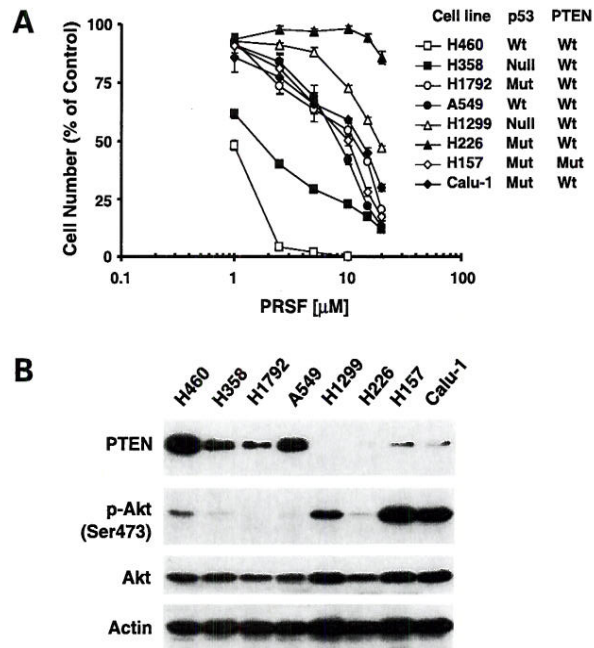 A
Cell Number (% of Control)
100
75
50
25
0
0.1 1 10 100
PRSF [µM]
Cell line p53 PTEN
H460 Wt Wt
H358 Null Wt
H1792 Mut Wt
A549 Wt Wt
H1299 Null Wt
H226 Mut Wt
H157 Mut Mut
Calu-1 Mut Wt
B
H460 H358 H1792 A549 H1299 H226 H157 Calu-1
PTEN
p-Akt
(Ser473)
Akt
Actin